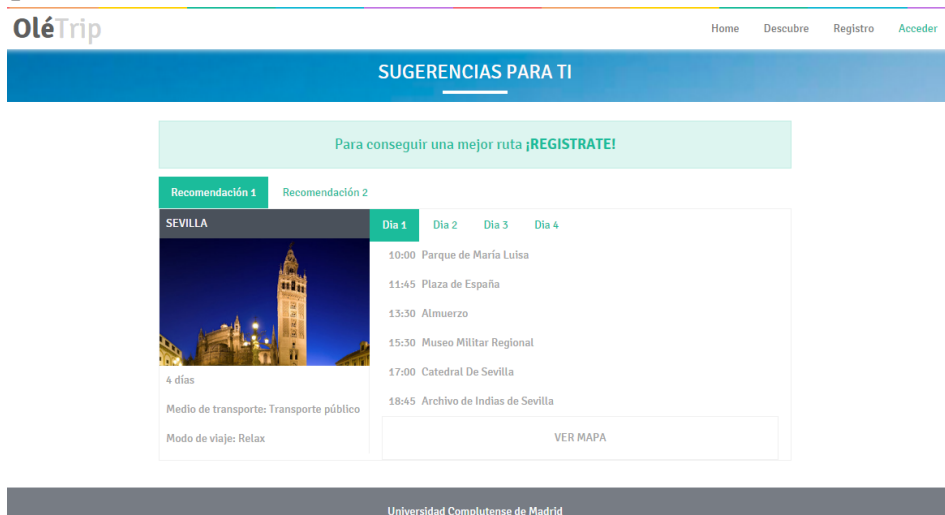 OléTrip
Home Descubre Registro Acceder
SUGERENCIAS PARA TI
Para conseguir una mejor ruta ¡REGISTRATE!
Recomendación 1 Recomendación 2
SEVILLA
4 días
Medio de transporte: Transporte público
Modo de viaje: Relax
Dia 1 Dia 2 Dia 3 Dia 4
10:00 Parque de María Luisa
11:45 Plaza de España
13:30 Almuerzo
15:30 Museo Militar Regional
17:00 Catedral De Sevilla
18:45 Archivo de Indias de Sevilla
VER MAPA
Universidad Complutense de Madrid